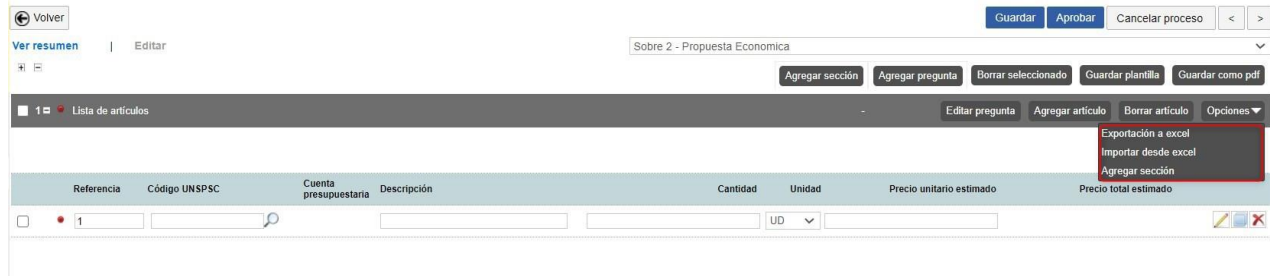 Volver
Guardar Aprobar Cancelar proceso < >
Ver resumen | Editar
Sobre 2 - Propuesta Economica
Agregar sección Agregar pregunta Borrar seleccionado Guardar plantilla Guardar como pdf
1 Lista de artículos - Editar pregunta Agregar artículo Borrar artículo Opciones
Exportación a excel
Importar desde excel
Agregar sección
Referencia Código UNSPSC Cuenta presupuestaria Descripción Cantidad Unidad Precio unitario estimado Precio total estimado
1 UD